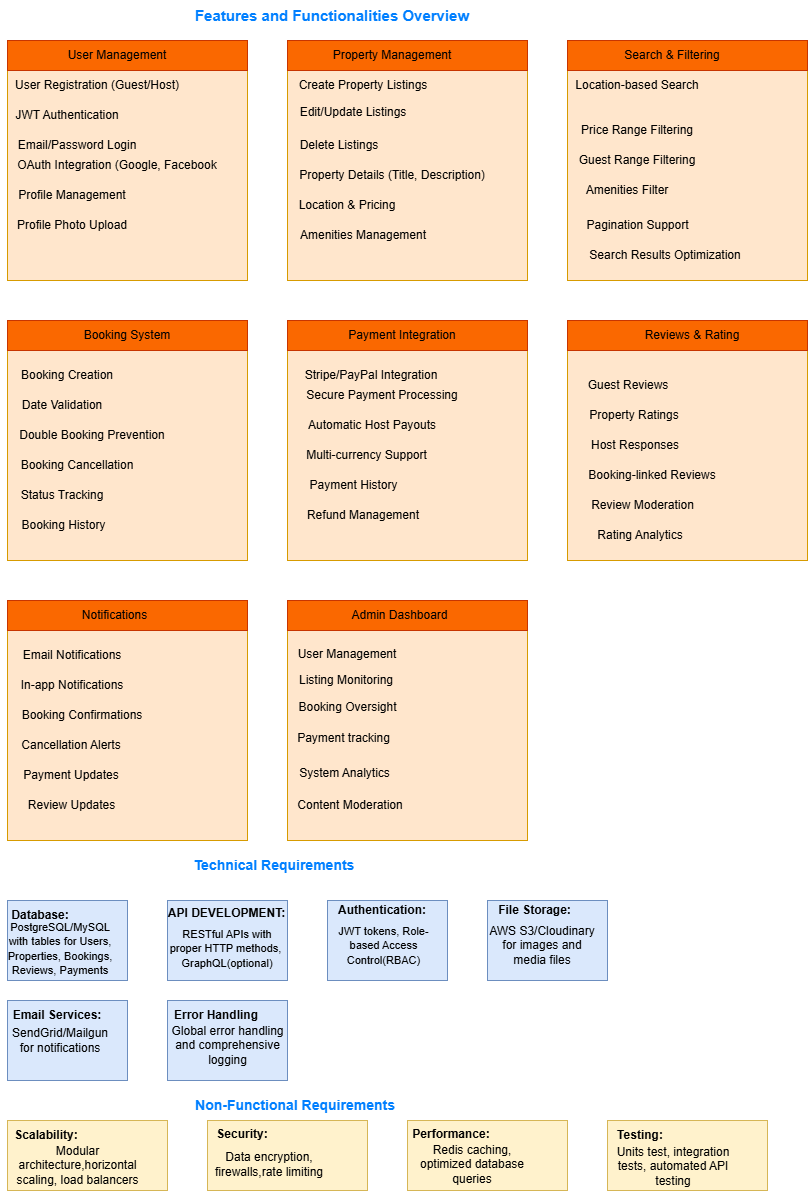 Features and Functionalities Overview
User Management
User Registration (Guest/Host)
JWT Authentication
Email/Password Login
OAuth Integration (Google, Facebook
Profile Management
Profile Photo Upload
Property Management
Create Property Listings
Edit/Update Listings
Delete Listings
Property Details (Title, Description)
Location & Pricing
Amenities Management
Search & Filtering
Location-based Search
Price Range Filtering
Guest Range Filtering
Amenities Filter
Pagination Support
Search Results Optimization
Booking System
Booking Creation
Date Validation
Double Booking Prevention
Booking Cancellation
Status Tracking
Booking History
Payment Integration
Stripe/PayPal Integration
Secure Payment Processing
Automatic Host Payouts
Multi-currency Support
Payment History
Refund Management
Reviews & Rating
Guest Reviews
Property Ratings
Host Responses
Booking-linked Reviews
Review Moderation
Rating Analytics
Notifications
Email Notifications
In-app Notifications
Booking Confirmations
Cancellation Alerts
Payment Updates
Review Updates
Admin Dashboard
User Management
Listing Monitoring
Booking Oversight
Payment tracking
System Analytics
Content Moderation
Technical Requirements
Database:
PostgreSQL/MySQL
with tables for Users,
Properties, Bookings,
Reviews, Payments
API DEVELOPMENT:
RESTful APIs with
proper HTTP methods,
GraphQL(optional)
Authentication:
JWT tokens, Role-
based Access
Control(RBAC)
File Storage:
AWS S3/Cloudinary
for images and
media files
Email Services:
SendGrid/Mailgun
for notifications
Error Handling
Global error handling
and comprehensive
logging
Non-Functional Requirements
Scalability:
Modular
architecture,horizontal
scaling, load balancers
Security:
Data encryption,
firewalls,rate limiting
Performance:
Redis caching,
optimized database
queries
Testing:
Units test, integration
tests, automated API
testing